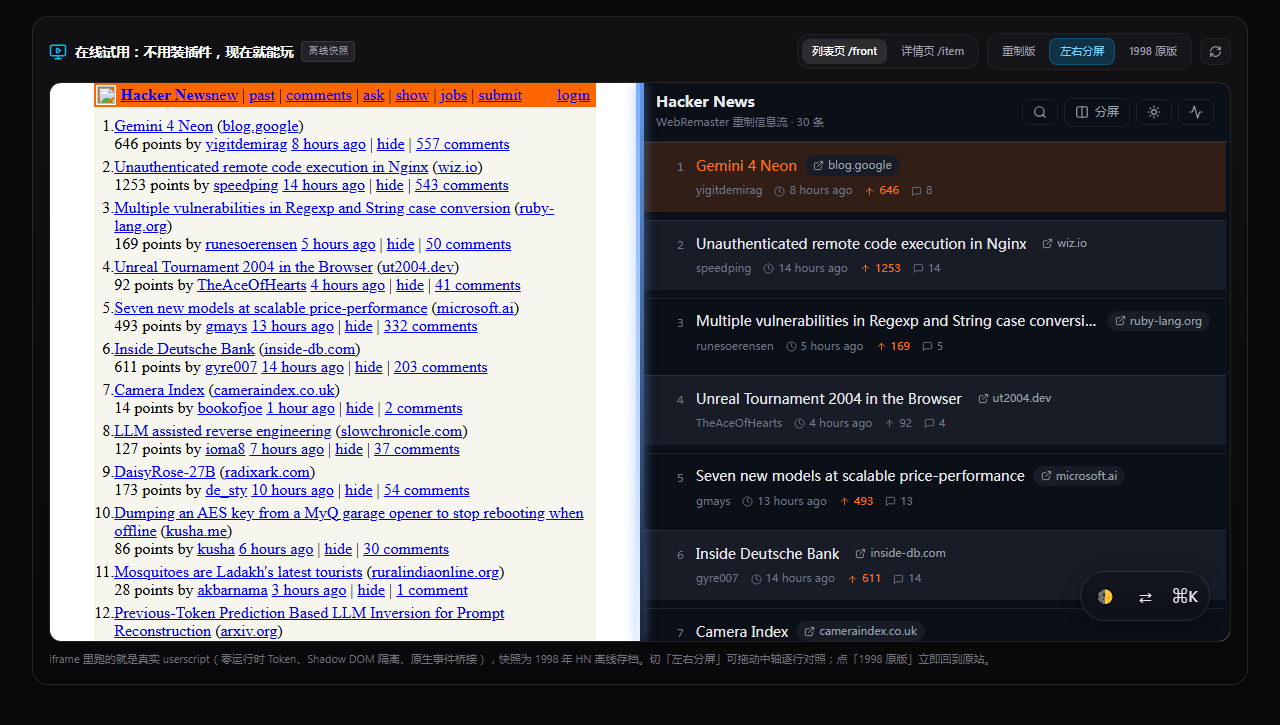 在线试用：不用装插件，现在就能玩 离线快照
列表页 /front 详情页 /item 重制版 左右分屏 1998 原版
Hacker Newsnew | past | comments | ask | show | jobs | submit login
1.Gemini 4 Neon (blog.google)
646 points by yigitdemirag 8 hours ago | hide | 557 comments
2.Unauthenticated remote code execution in Nginx (wiz.io)
1253 points by speedping 14 hours ago | hide | 543 comments
3.Multiple vulnerabilities in Regexp and String case conversion (ruby-
lang.org)
169 points by runesoerensen 5 hours ago | hide | 50 comments
4.Unreal Tournament 2004 in the Browser (ut2004.dev)
92 points by TheAceOfHearts 4 hours ago | hide | 41 comments
5.Seven new models at scalable price-performance (microsoft.ai)
493 points by gmays 13 hours ago | hide | 332 comments
6.Inside Deutsche Bank (inside-db.com)
611 points by gyre007 14 hours ago | hide | 203 comments
7.Camera Index (cameraindex.co.uk)
14 points by bookofjoe 1 hour ago | hide | 2 comments
8.LLM assisted reverse engineering (slowchronicle.com)
127 points by ioma8 7 hours ago | hide | 37 comments
9.DaisyRose-27B (radixark.com)
173 points by de_sty 10 hours ago | hide | 54 comments
10.Dumping an AES key from a MyQ garage opener to stop rebooting when
offline (kusha.me)
86 points by kusha 6 hours ago | hide | 30 comments
11.Mosquitoes are Ladakh's latest tourists (ruralindiaonline.org)
28 points by akbarnama 3 hours ago | hide | 1 comment
12.Previous-Token Prediction Based LLM Inversion for Prompt
Reconstruction (arxiv.org)
Hacker News
WebRemaster 重制信息流 · 30 条
分屏
1 Gemini 4 Neon blog.google
yigitdemirag 8 hours ago 646 8
2 Unauthenticated remote code execution in Nginx wiz.io
speedping 14 hours ago 1253 14
3 Multiple vulnerabilities in Regexp and String case conversi... ruby-lang.org
runesoerensen 5 hours ago 169 5
4 Unreal Tournament 2004 in the Browser ut2004.dev
TheAceOfHearts 4 hours ago 92 4
5 Seven new models at scalable price-performance microsoft.ai
gmays 13 hours ago 493 13
6 Inside Deutsche Bank inside-db.com
gyre007 14 hours ago 611 14
7 Camera Index cameraindex.co.uk
⌘K
iframe 里跑的就是真实 userscript（零运行时 Token、Shadow DOM 隔离、原生事件桥接），快照为 1998 年 HN 离线存档。切「左右分屏」可拖动中轴逐行对照；点「1998 原版」立即回到原站。